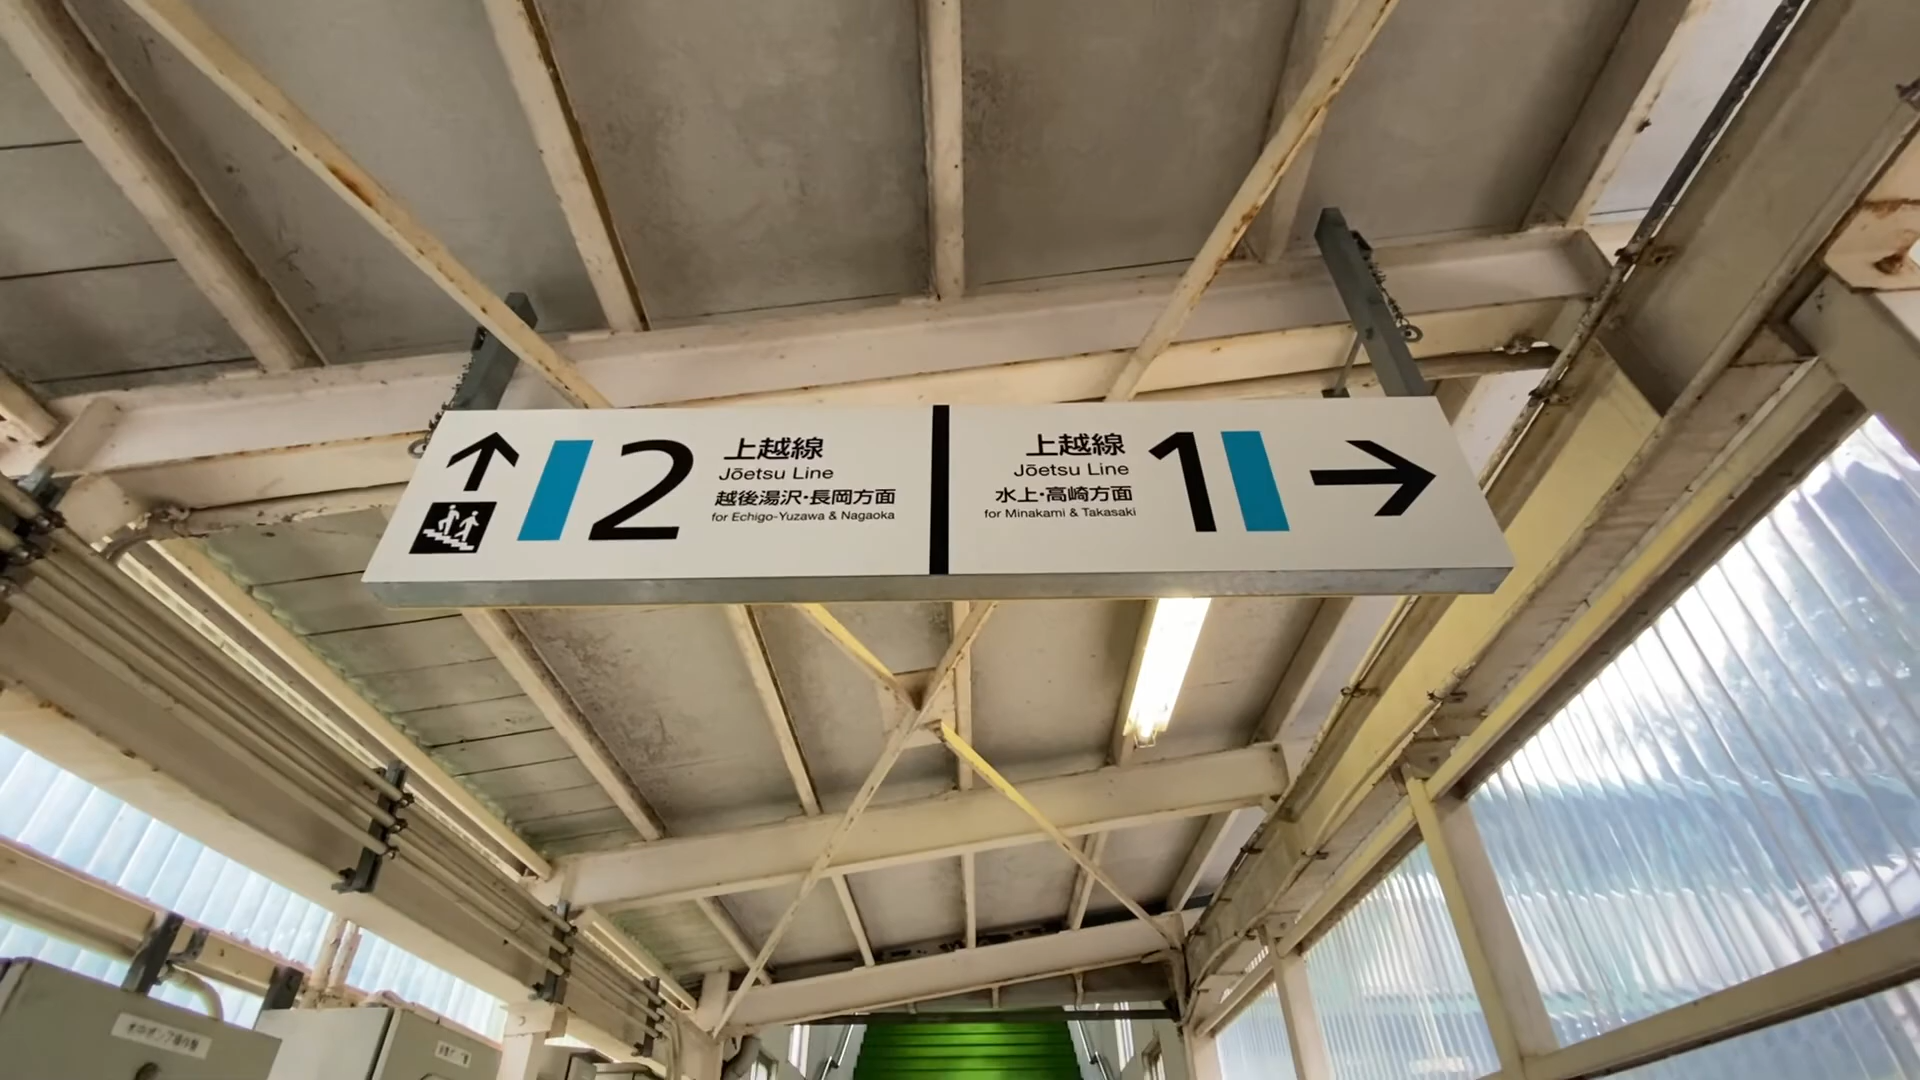 2
上越線
Jōetsu Line
越後湯沢・長岡方面
for Echigo-Yuzawa & Nagaoka
上越線
Jōetsu Line
水上・高崎方面
for Minakami & Takasaki
1